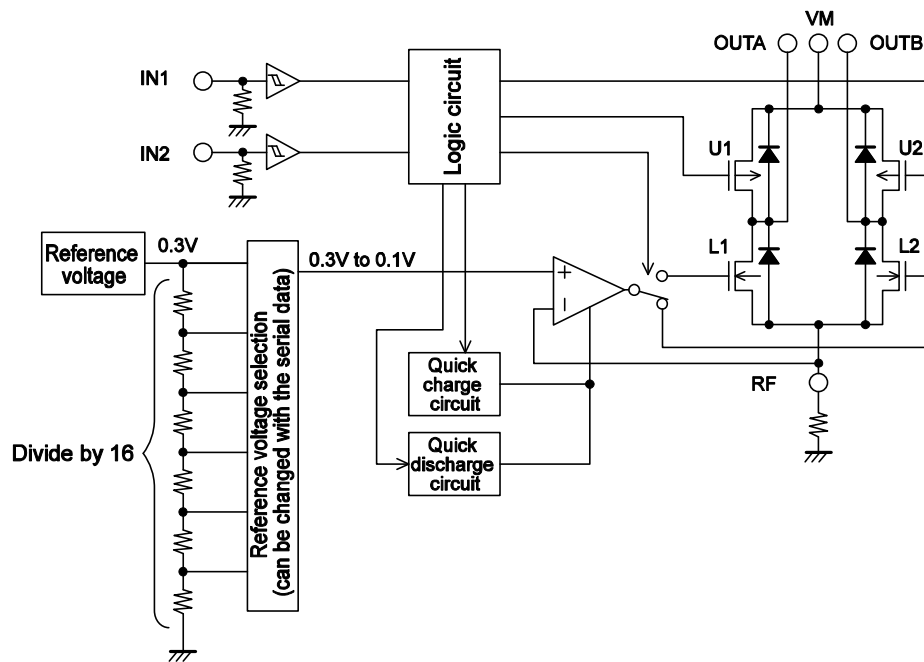 VM
OUTA
OUTB
IN1
IN2
Logic circuit
U1
U2
L1
L2
Reference
voltage
0.3V
0.3V to 0.1V
Reference voltage selection
(can be changed with the serial data)
+
−
Divide by 16
Quick
charge
circuit
Quick
discharge
circuit
RF